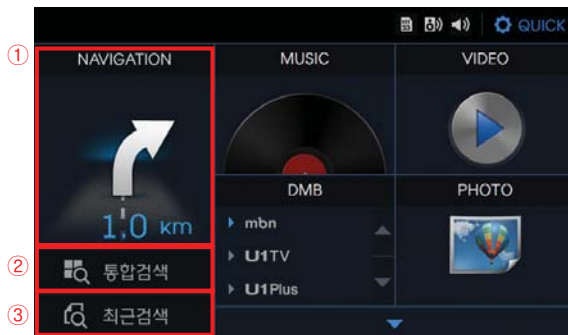 QUICK
① NAVIGATION
MUSIC
VIDEO
1.0 км
DMB
mbn
U1TV
U1Plus
PHOTO
② 통합검색
③ 최근검색